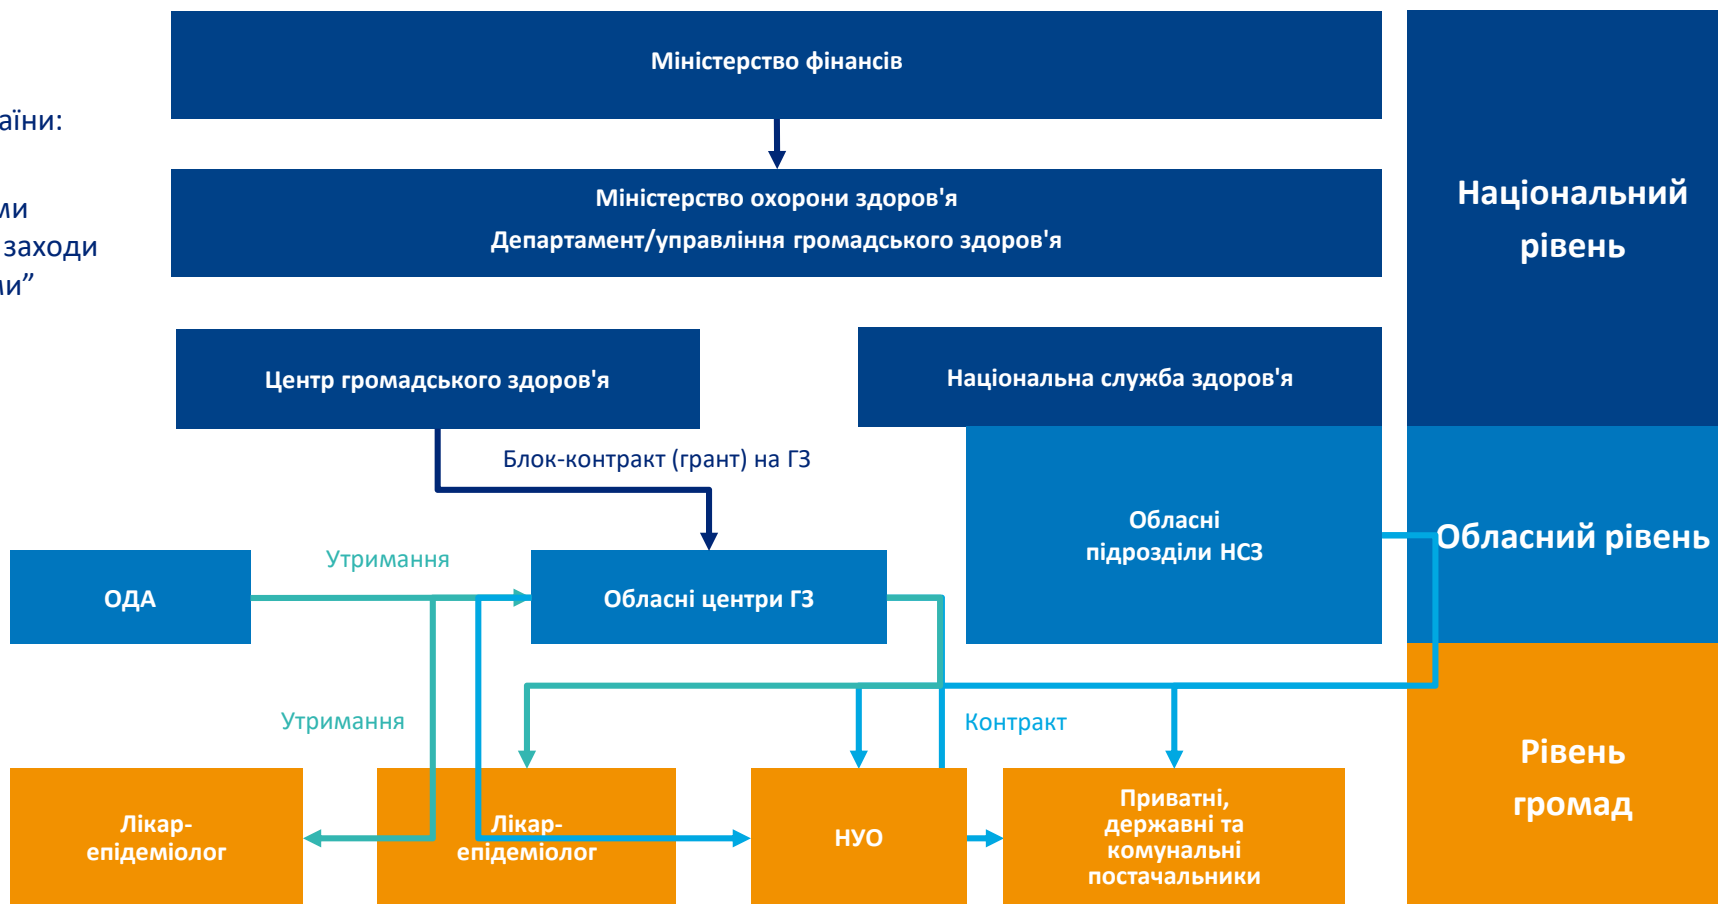 Міністерство фінансів
аїни:
ми
заходи
ми”
Міністерство охорони здоров'я
Департамент/управління громадського здоров'я
Національний
рівень
Центр громадського здоров'я
Національна служба здоров'я
Блок-контракт (грант) на ГЗ
Обласні
підрозділи НСЗ
Обласний рівень
Утримання
ОДА
Обласні центри ГЗ
Утримання
Контракт
Рівень
громад
Лікар-
епідеміолог
Лікар-
епідеміолог
НУО
Приватні,
державні та
комунальні
постачальники